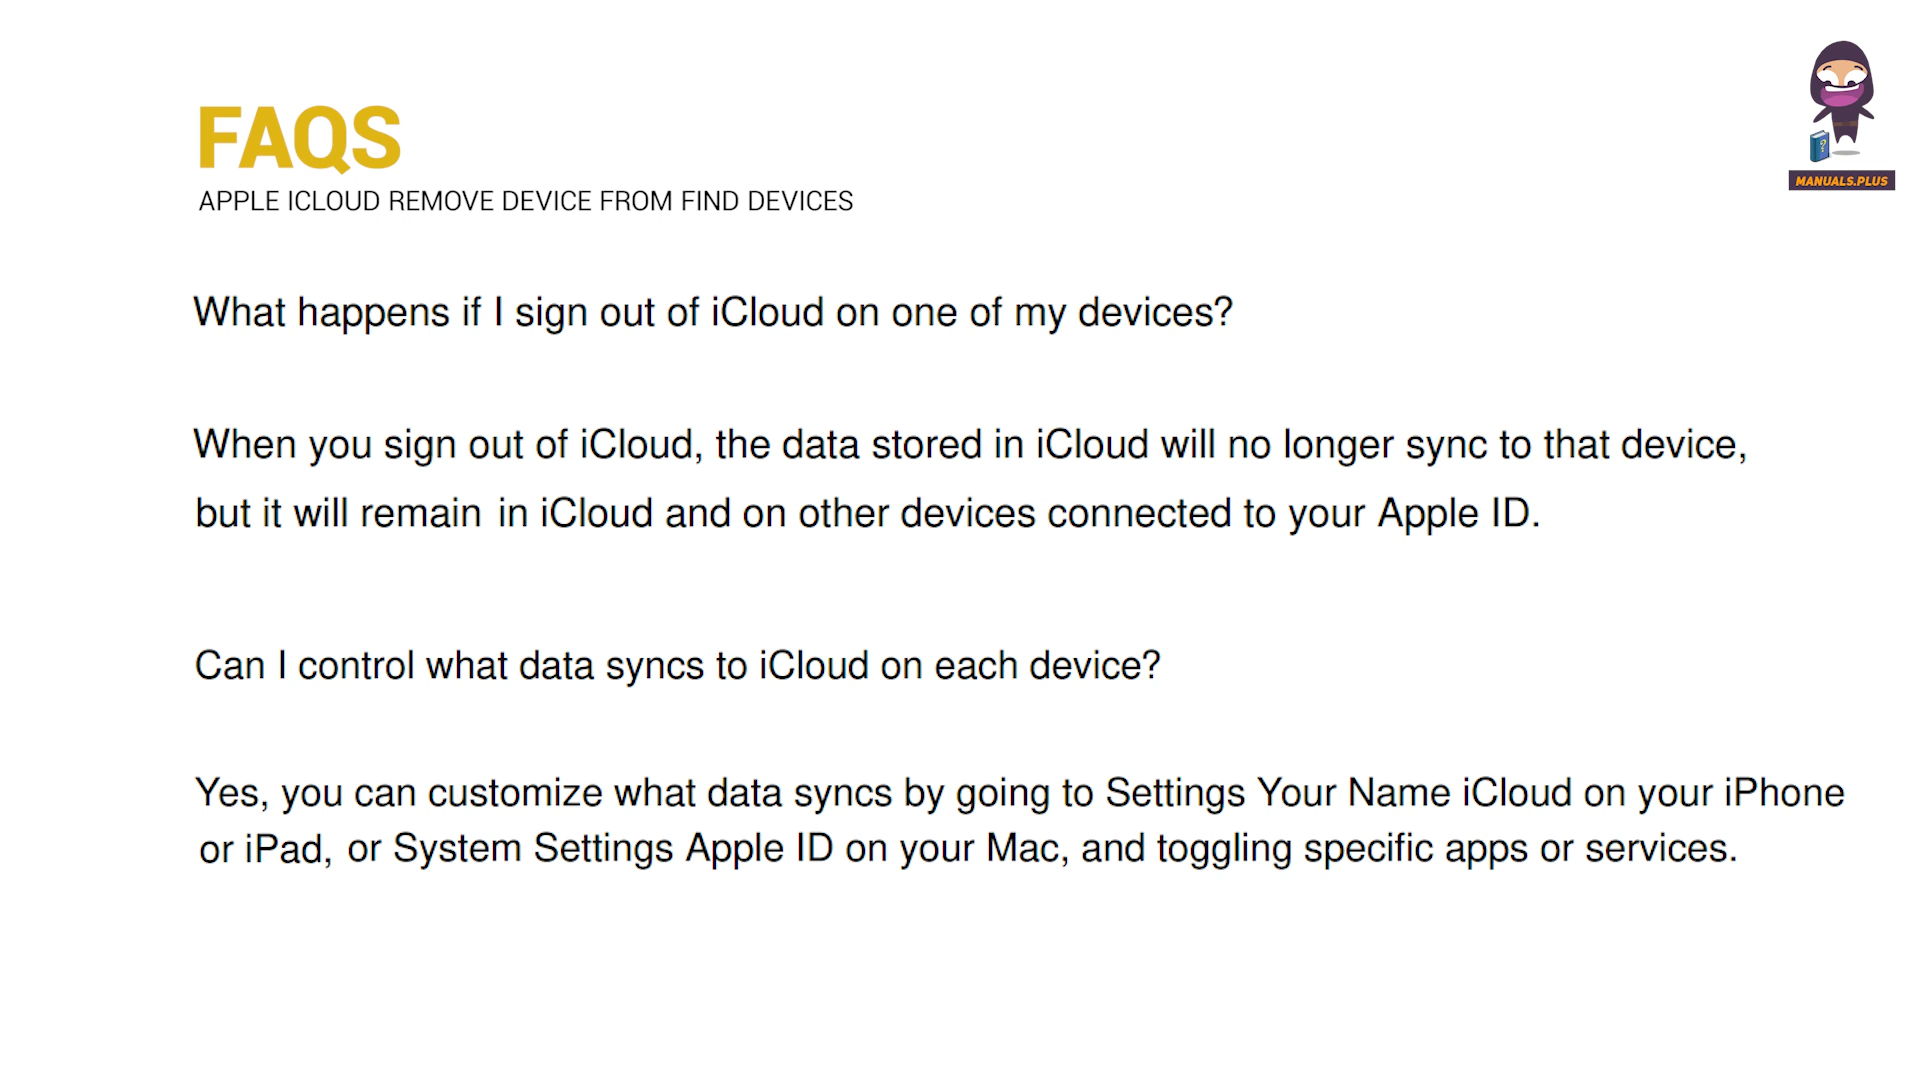 FAQS
APPLE ICLOUD REMOVE DEVICE FROM FIND DEVICES
?
MANUALS.PLUS
What happens if I sign out of iCloud on one of my devices?
When you sign out of iCloud, the data stored in iCloud will no longer sync to that device,
but it will remain in iCloud and on other devices connected to your Apple ID.
Can I control what data syncs to iCloud on each device?
Yes, you can customize what data syncs by going to Settings Your Name iCloud on your iPhone
or iPad, or System Settings Apple ID on your Mac, and toggling specific apps or services.